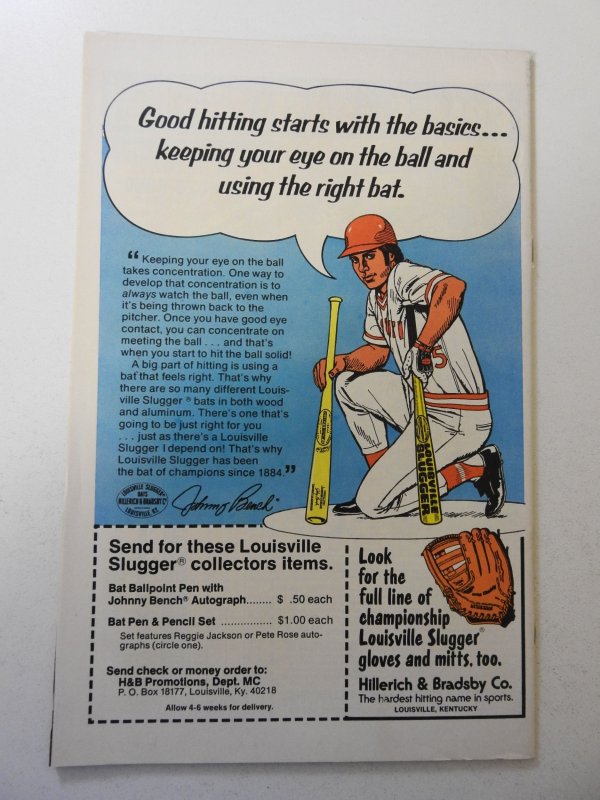 Good hitting starts with the basics...
keeping your eye on the ball and
using the right bat.
“ Keeping your eye on the ball
takes concentration. One way to
develop that concentration is to
always watch the ball, even when
it's being thrown back to the
pitcher. Once you have good eye
contact, you can concentrate on
meeting the ball . . . and that's
when you start to hit the ball solid!
A big part of hitting is using a
bat that feels right. That's why
there are so many different Louis-
ville Slugger ® bats in both wood
and aluminum. There's one that's
going to be just right for you
. . . just as there's a Louisville
Slugger I depend on! That's why
Louisville Slugger has been
the bat of champions since 1884.”
LOUISVILLE SLUGGER
BATS
HILLERICH & BRADSBY Co
LOUISVILLE, KY.
Johnny Bench
5
LOUISVILLE
SLUGGER
Send for these Louisville
Slugger® collectors items.
Bat Ballpoint Pen with
Johnny Bench® Autograph........ $ .50 each
Bat Pen & Pencil Set ................ $1.00 each
Set features Reggie Jackson or Pete Rose auto-
graphs (circle one).
Send check or money order to:
H&B Promotions, Dept. MC
P. O. Box 18177, Louisville, Ky. 40218
Allow 4-6 weeks for delivery.
Look
for the
full line of
championship
Louisville Slugger®
gloves and mitts, too.
Hillerich & Bradsby Co.
The hardest hitting name in sports.
LOUISVILLE, KENTUCKY